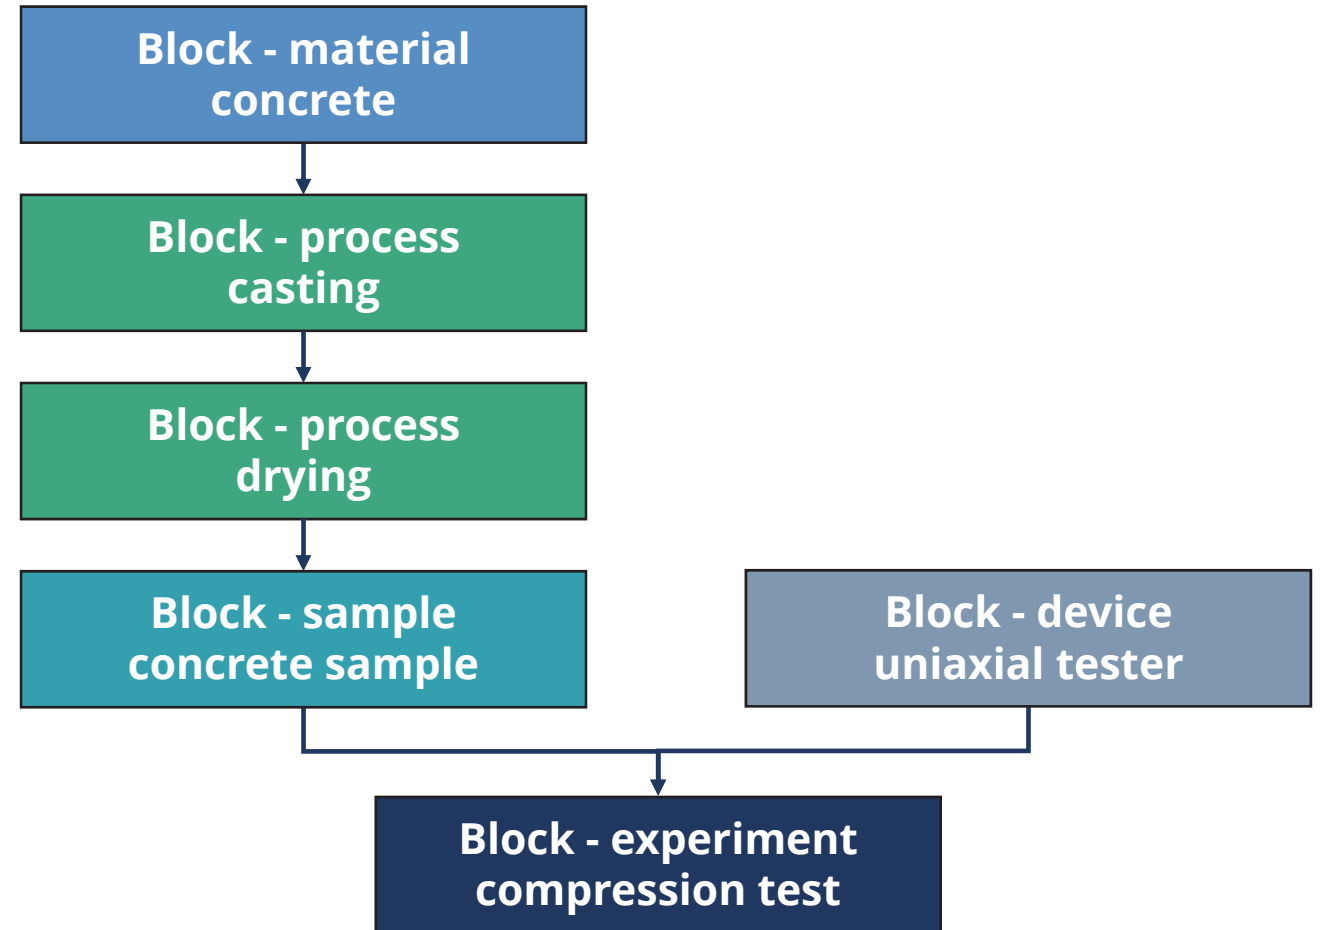 Block - material
concrete
Block - process
casting
Block - process
drying
Block - sample
concrete sample
Block - device
uniaxial tester
Block - experiment
compression test